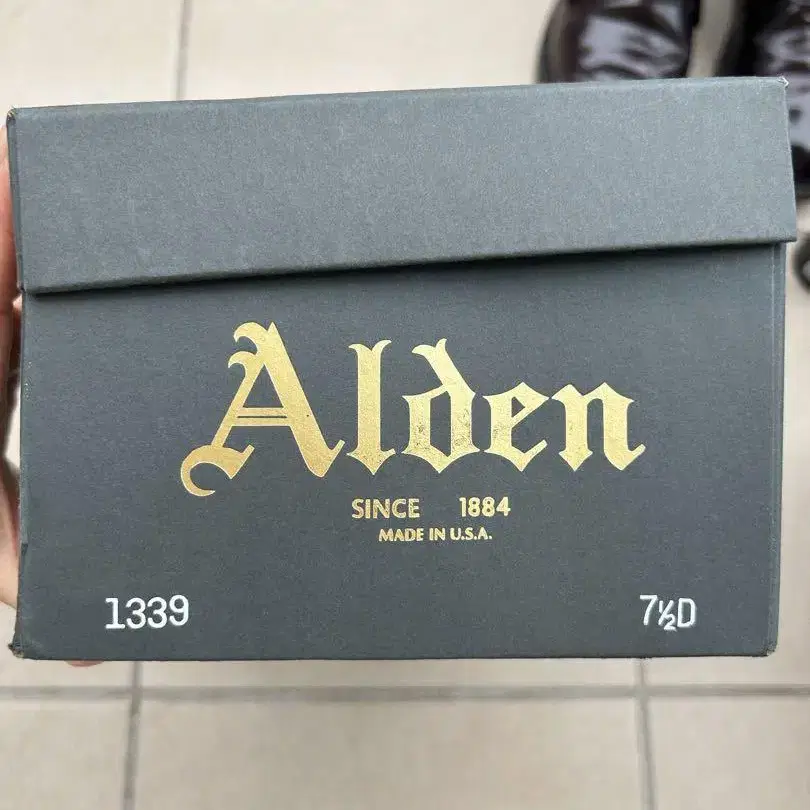 Alden
SINCE 1884
MADE IN U.S.A.
1339 7½D